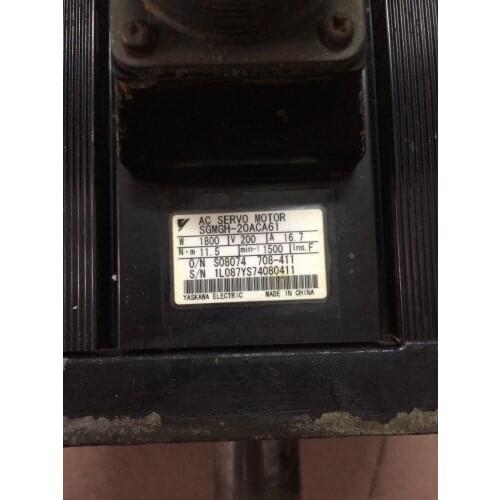 AC SERVO MOTOR
SGMGH-20ACA61
W 1800 V 200 A 16.7
N·m 11.5 min-1 1500 Ins. F
O/N S08074 708-411
S/N 1L087YS74080411
YASKAWA ELECTRIC MADE IN CHINA